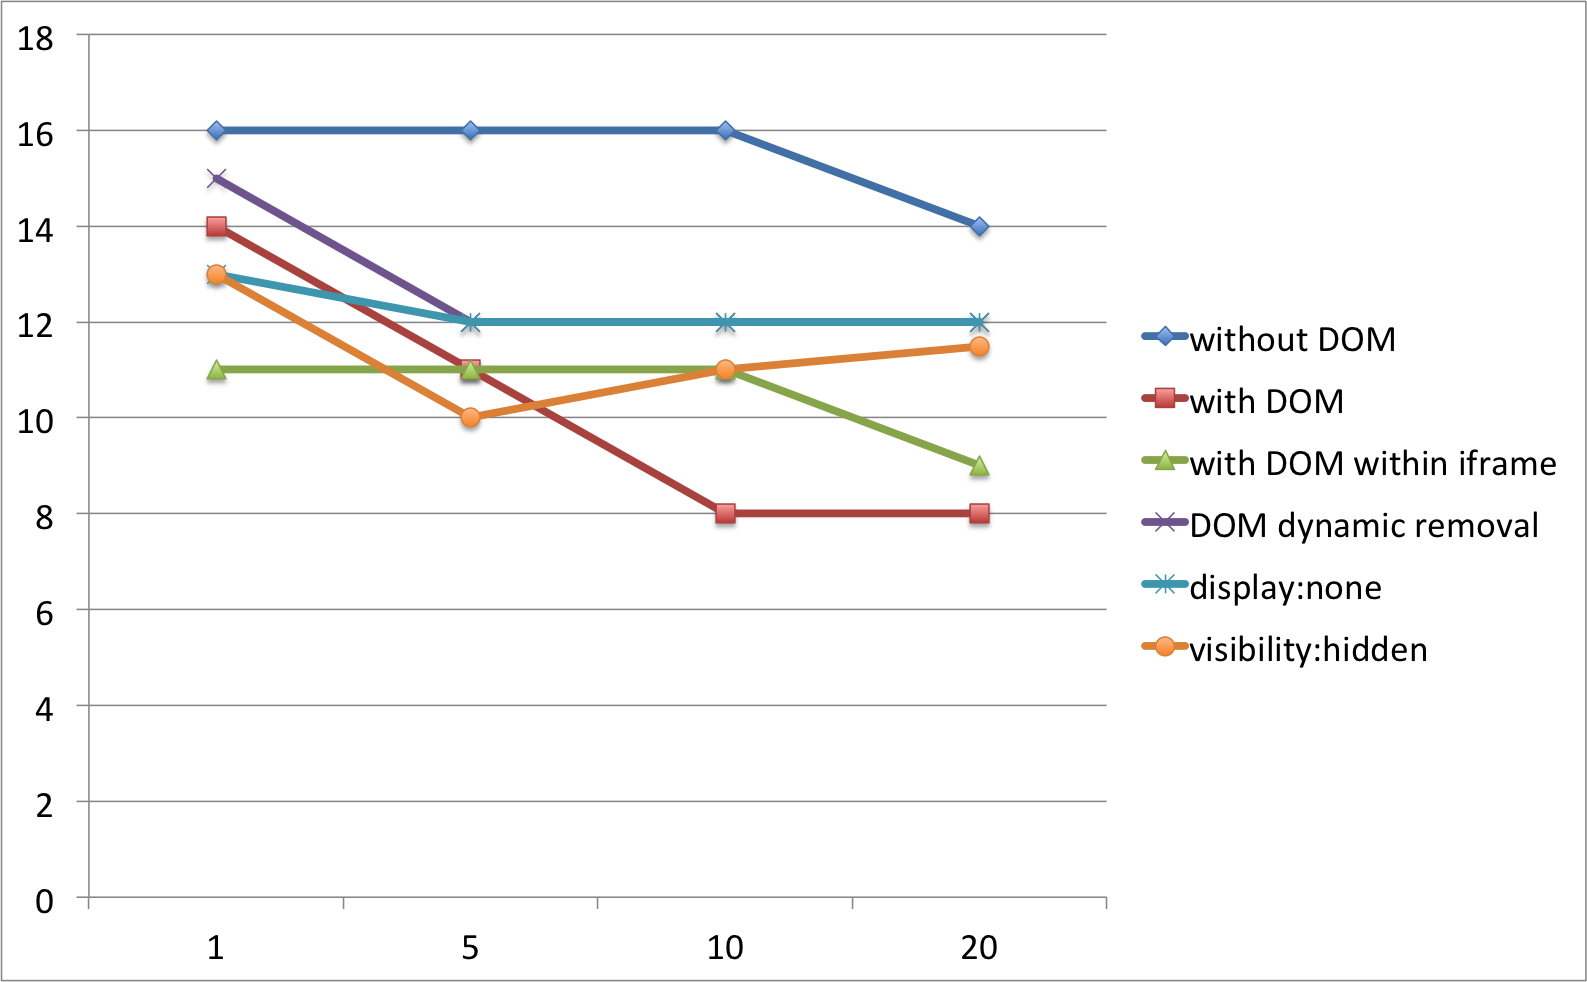 18
16
14
12
10
8
6
4
2
0
1 5 10 20
without DOM
with DOM
with DOM within iframe
DOM dynamic removal
display:none
visibility:hidden